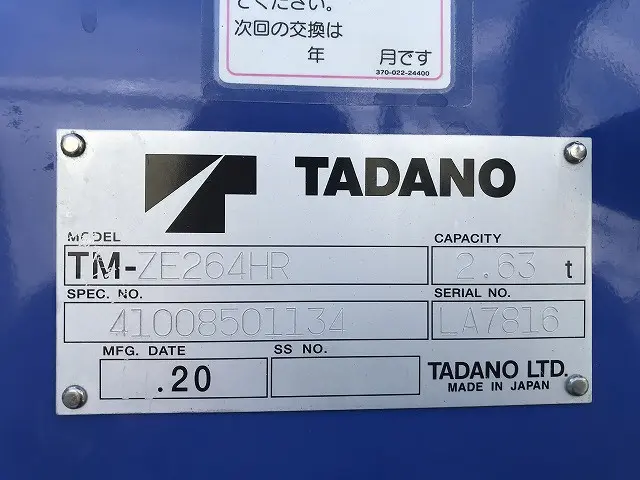 てください。
次回の交換は
年 月です
370-022-24400
TADANO
MODEL
TM-ZE264HR
CAPACITY
2.63 t
SPEC. NO.
41008501134
SERIAL NO.
LA7816
MFG. DATE
.20
SS NO.
TADANO LTD.
MADE IN JAPAN